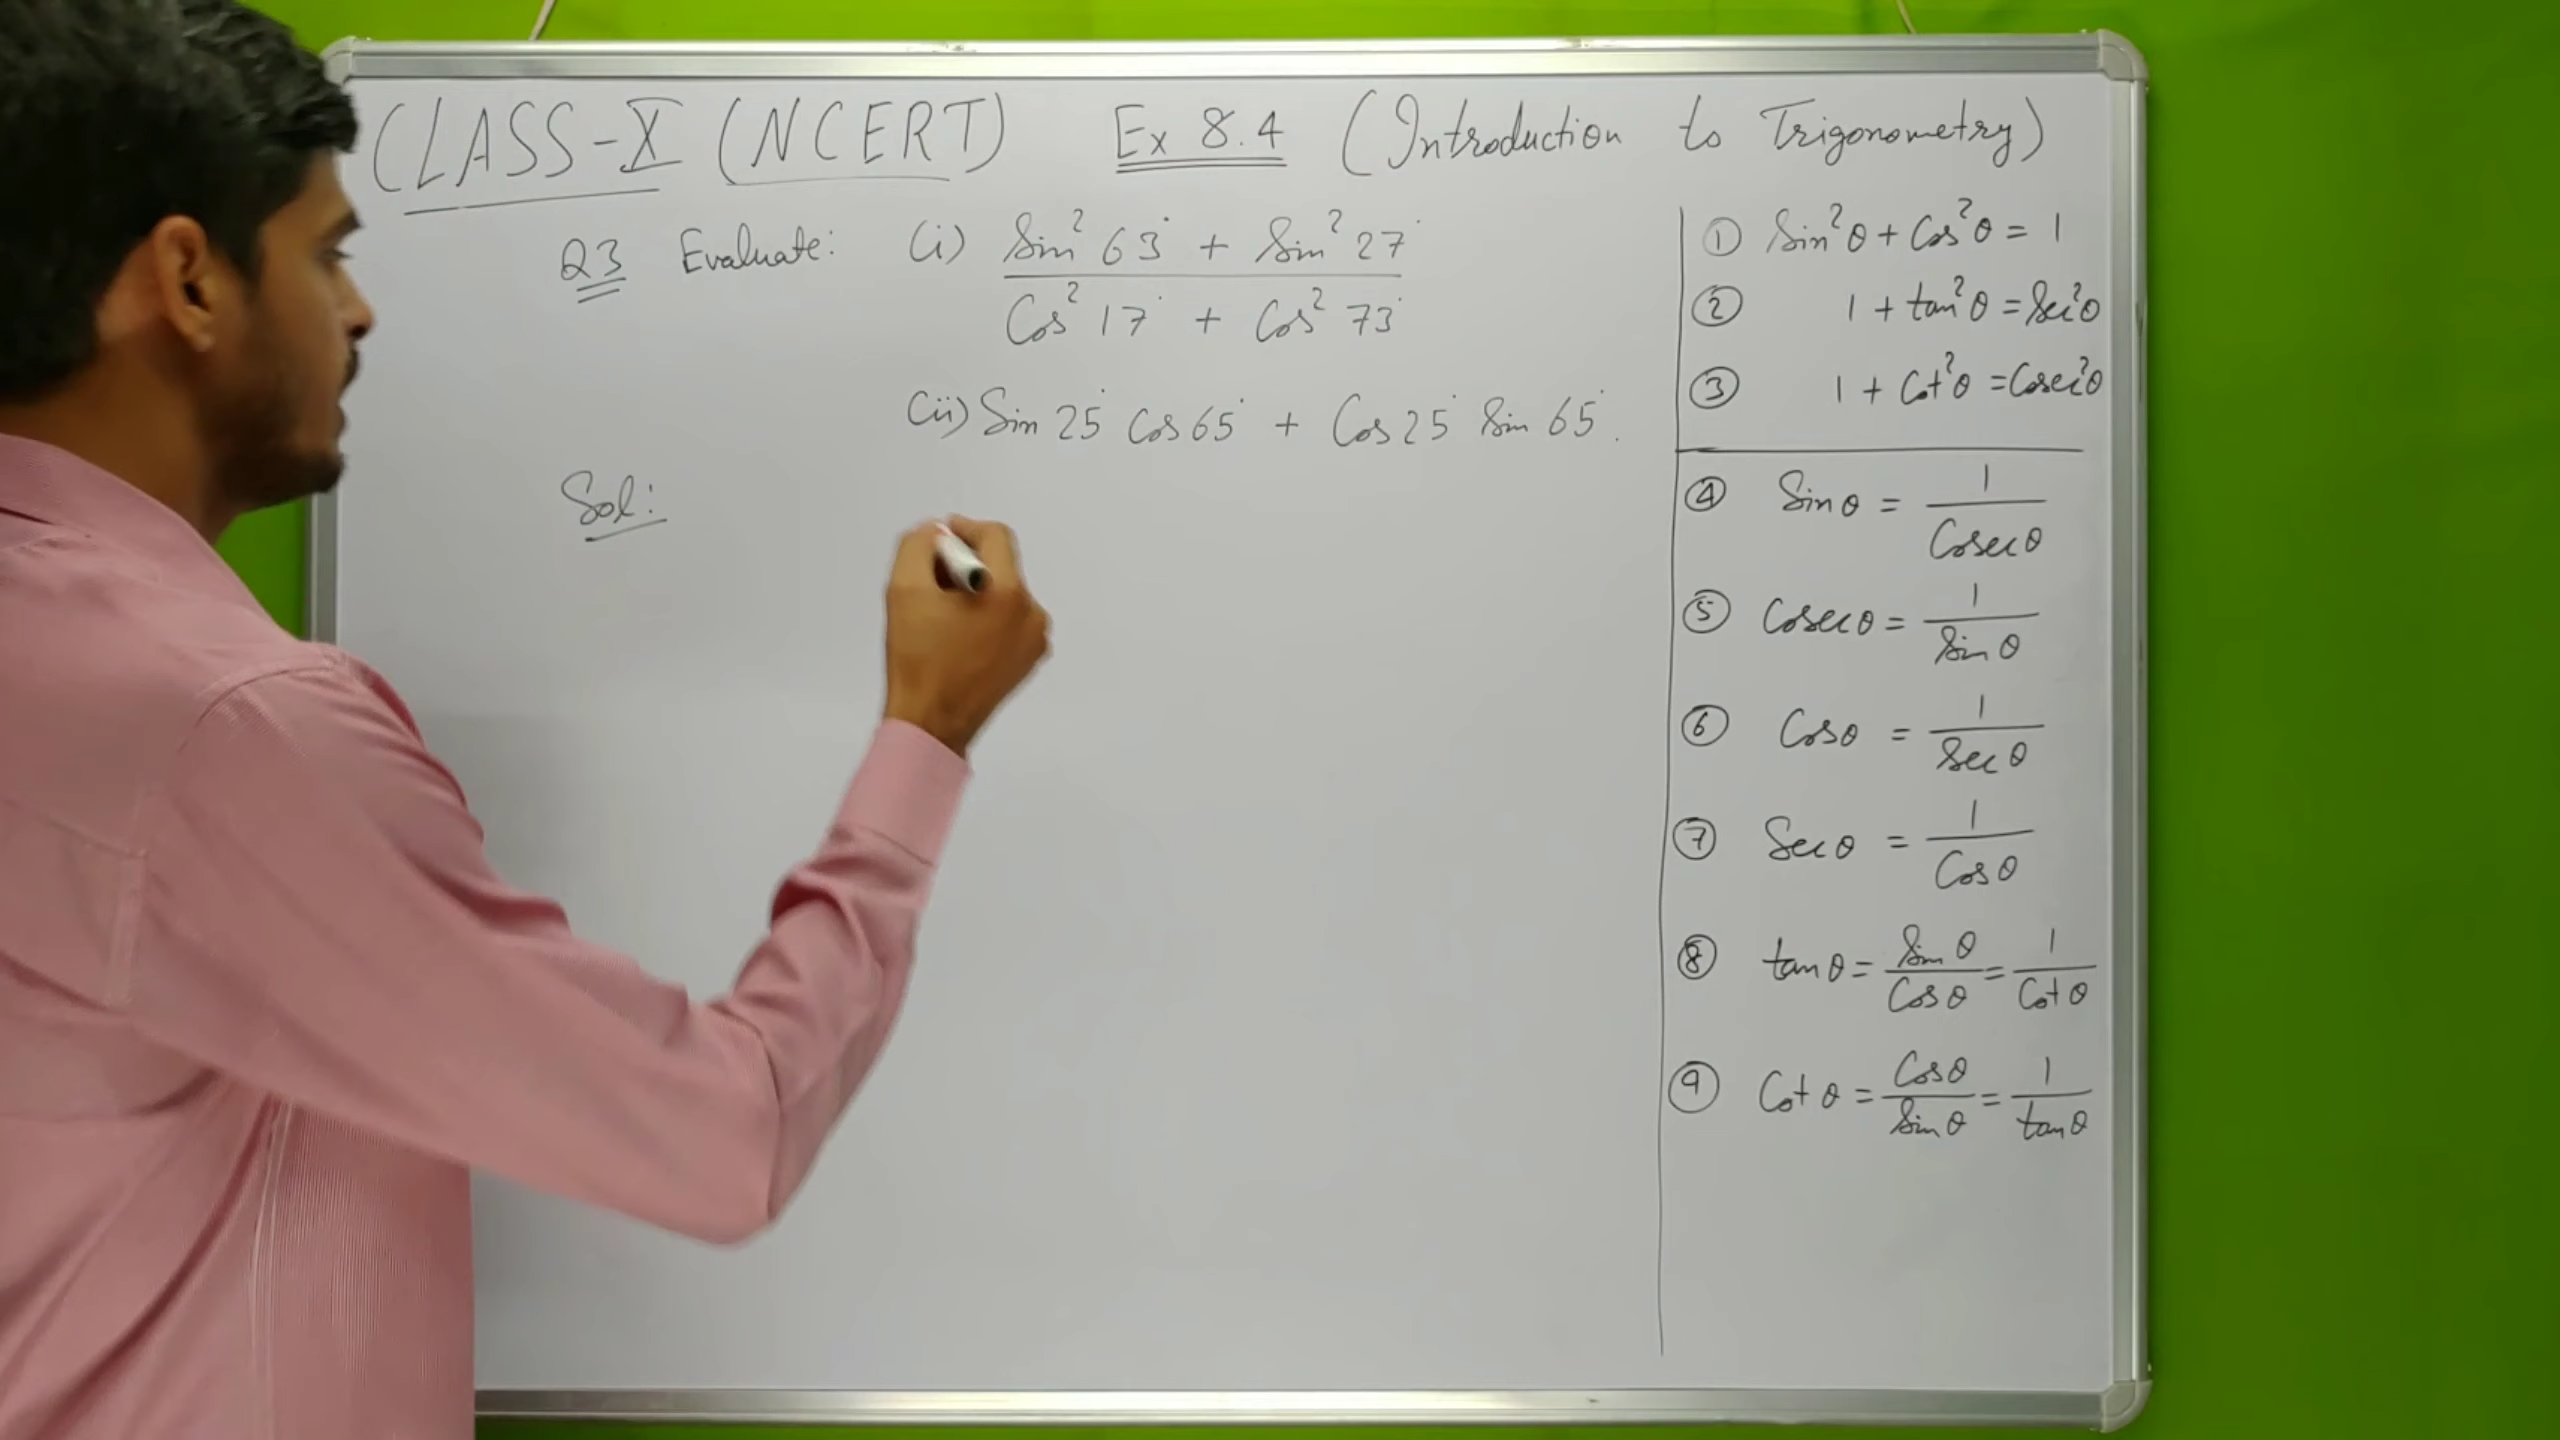 CLASS-X (NCERT) Ex 8.4 (Introduction to Trigonometry)
Q3 Evaluate: (i) Sin² 63° + Sin² 27°
Cos² 17° + Cos² 73°
(ii) Sin 25° Cos 65° + Cos 25° Sin 65°.
Sol:
① Sin²θ + Cos²θ = 1
② 1 + tan²θ = Sec²θ
③ 1 + Cot²θ = Cosec²θ
④ Sinθ = 1
Cosecθ
⑤ Cosecθ = 1
Sinθ
⑥ Cosθ = 1
Secθ
⑦ Secθ = 1
Cosθ
⑧ tanθ = Sinθ = 1
Cosθ Cotθ
⑨ Cotθ = Cosθ = 1
Sinθ tanθ